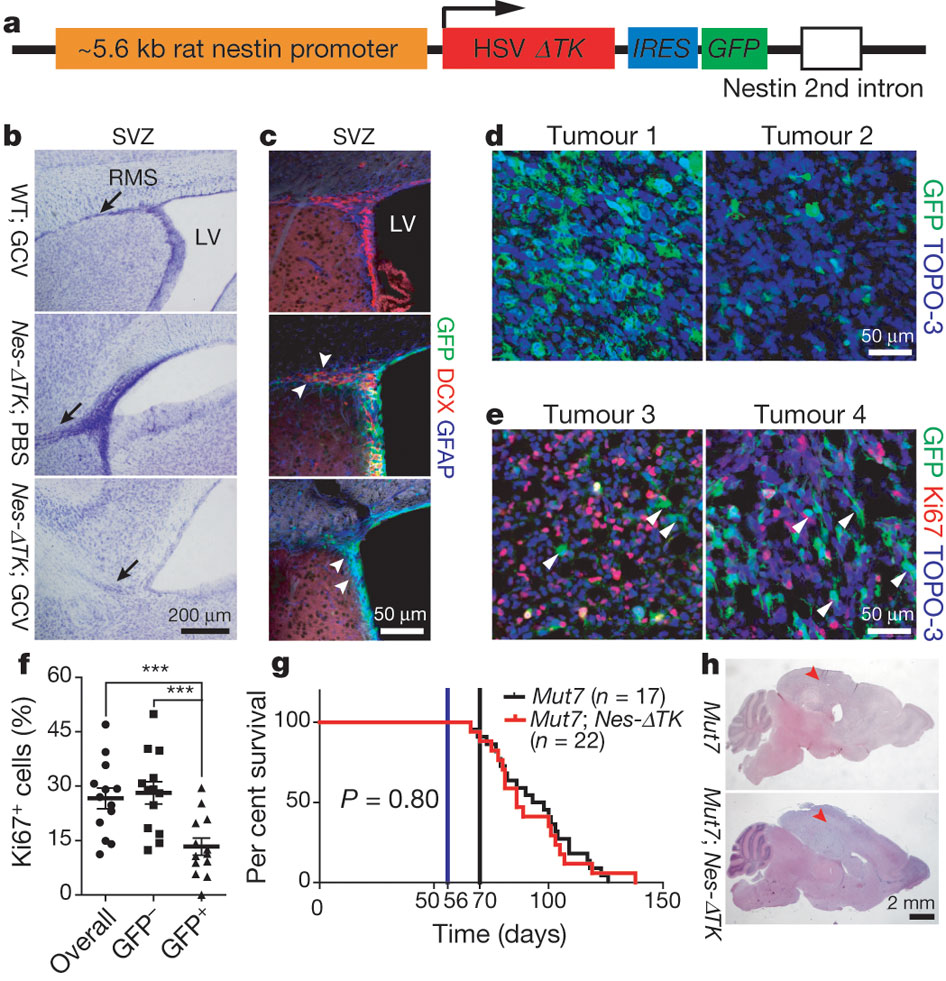 a
~5.6 kb rat nestin promoter
HSV ΔTK
IRES
GFP
Nestin 2nd intron
b
SVZ
WT; GCV
RMS
LV
Nes-ΔTK; PBS
Nes-ΔTK; GCV
200 μm
c
SVZ
LV
GFP DCX GFAP
50 μm
d
Tumour 1
Tumour 2
GFP TOPO-3
50 μm
e
Tumour 3
Tumour 4
GFP Ki67 TOPO-3
50 μm
f
Ki67+ cells (%)
60
45
30
15
0
***
***
Overall
GFP−
GFP+
g
Per cent survival
100
50
0
Mut7 (n = 17)
Mut7; Nes-ΔTK
(n = 22)
P = 0.80
0
50
56
70
100
150
Time (days)
h
Mut7
Mut7; Nes-ΔTK
2 mm